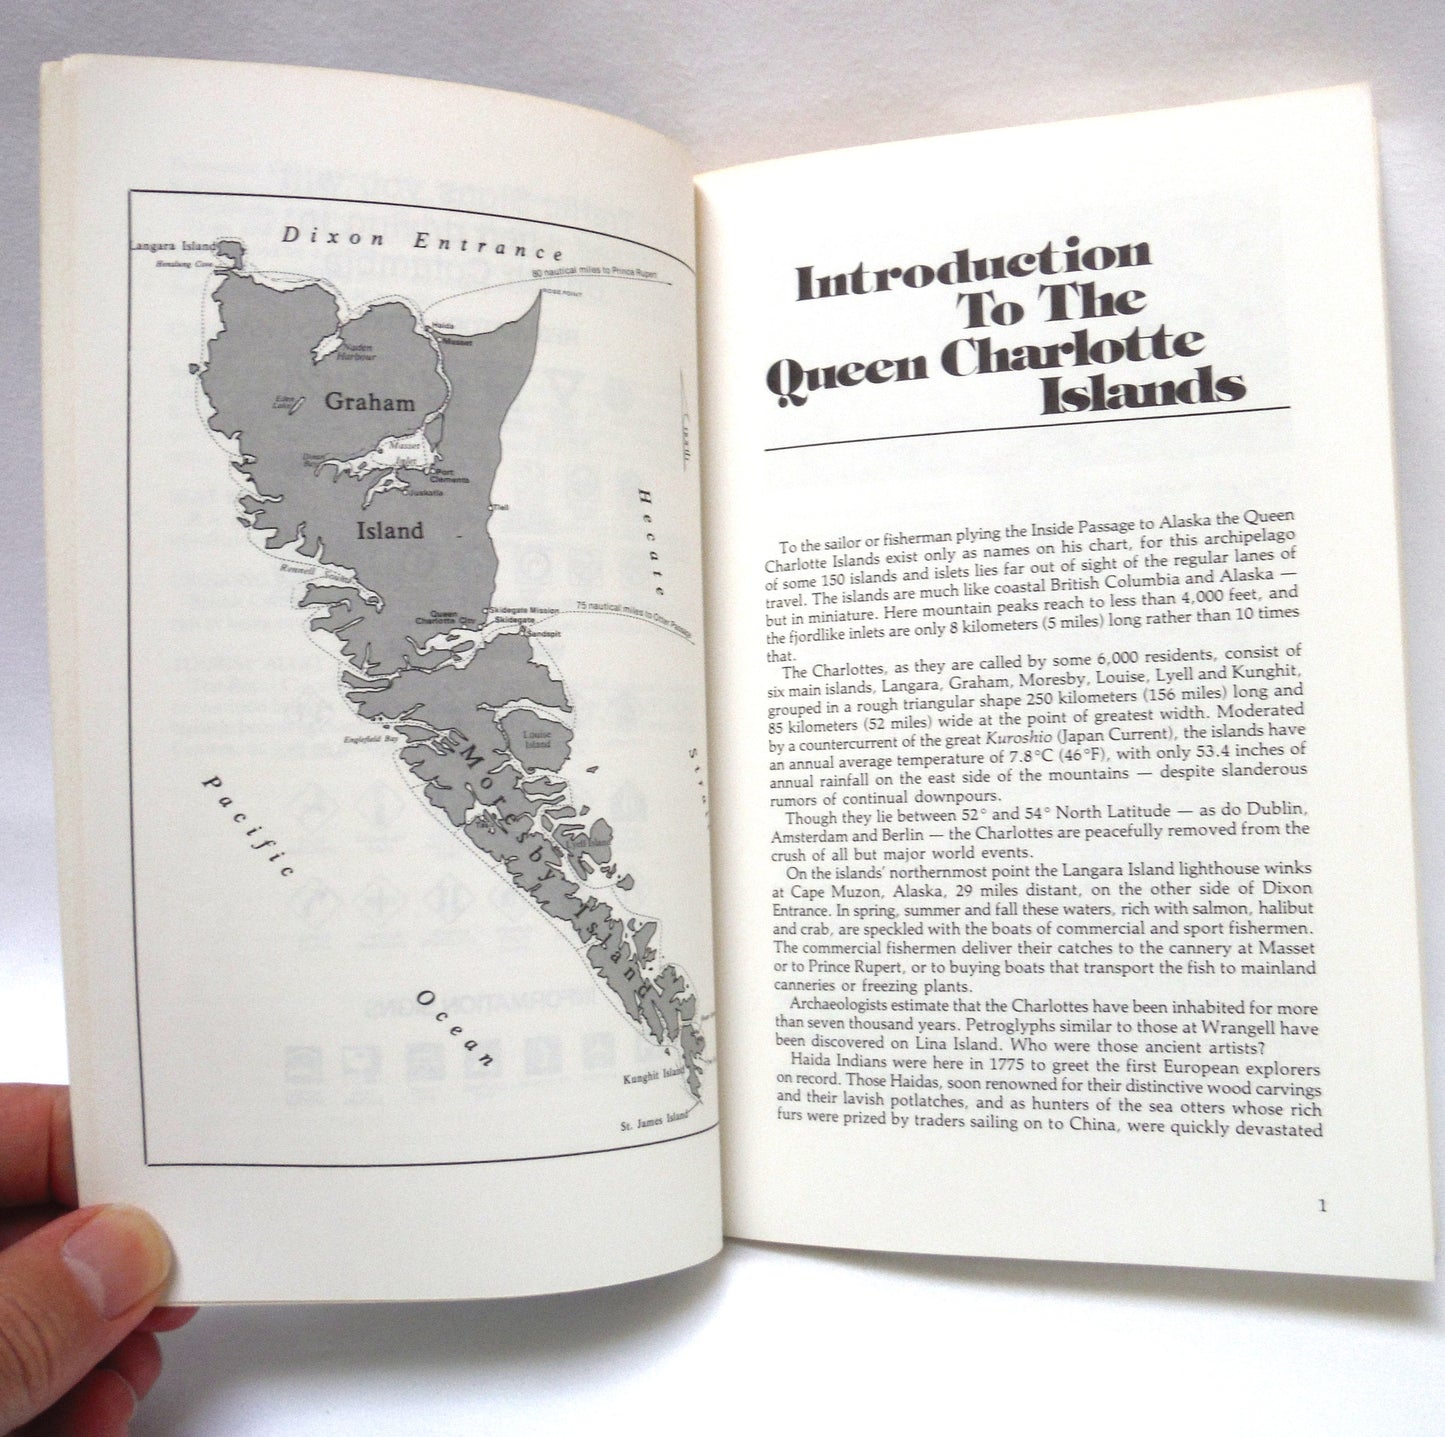 Dixon Entrance
Langara Island
Henslung Cove
80 nautical miles to Prince Rupert
ROSE POINT
Haida
Masset
Naden
Harbour
Eden
Lake
Graham
Masset
Inlet
Port
Clements
Juskatla
Tlell
Island
Hecate
Rennell Sound
Queen
Charlotte City
Skidegate Mission
Skidegate
Sandspit
75 nautical miles to Otter Passage
Englefield Bay
Louise
Island
Moresby Island
Lyell Island
Pacific
Ocean
Kunghit Island
St. James Island
Introduction
To The
Queen Charlotte
Islands
To the sailor or fisherman plying the Inside Passage to Alaska the Queen
Charlotte Islands exist only as names on his chart, for this archipelago
of some 150 islands and islets lies far out of sight of the regular lanes of
travel. The islands are much like coastal British Columbia and Alaska —
but in miniature. Here mountain peaks reach to less than 4,000 feet, and
the fjordlike inlets are only 8 kilometers (5 miles) long rather than 10 times
that.
The Charlottes, as they are called by some 6,000 residents, consist of
six main islands, Langara, Graham, Moresby, Louise, Lyell and Kunghit,
grouped in a rough triangular shape 250 kilometers (156 miles) long and
85 kilometers (52 miles) wide at the point of greatest width. Moderated
by a countercurrent of the great Kuroshio (Japan Current), the islands have
an annual average temperature of 7.8°C (46°F), with only 53.4 inches of
annual rainfall on the east side of the mountains — despite slanderous
rumors of continual downpours.
Though they lie between 52° and 54° North Latitude — as do Dublin,
Amsterdam and Berlin — the Charlottes are peacefully removed from the
crush of all but major world events.
On the islands' northernmost point the Langara Island lighthouse winks
at Cape Muzon, Alaska, 29 miles distant, on the other side of Dixon
Entrance. In spring, summer and fall these waters, rich with salmon, halibut
and crab, are speckled with the boats of commercial and sport fishermen.
The commercial fishermen deliver their catches to the cannery at Masset
or to Prince Rupert, or to buying boats that transport the fish to mainland
canneries or freezing plants.
Archaeologists estimate that the Charlottes have been inhabited for more
than seven thousand years. Petroglyphs similar to those at Wrangell have
been discovered on Lina Island. Who were those ancient artists?
Haida Indians were here in 1775 to greet the first European explorers
on record. Those Haidas, soon renowned for their distinctive wood carvings
and their lavish potlatches, and as hunters of the sea otters whose rich
furs were prized by traders sailing on to China, were quickly devastated
1